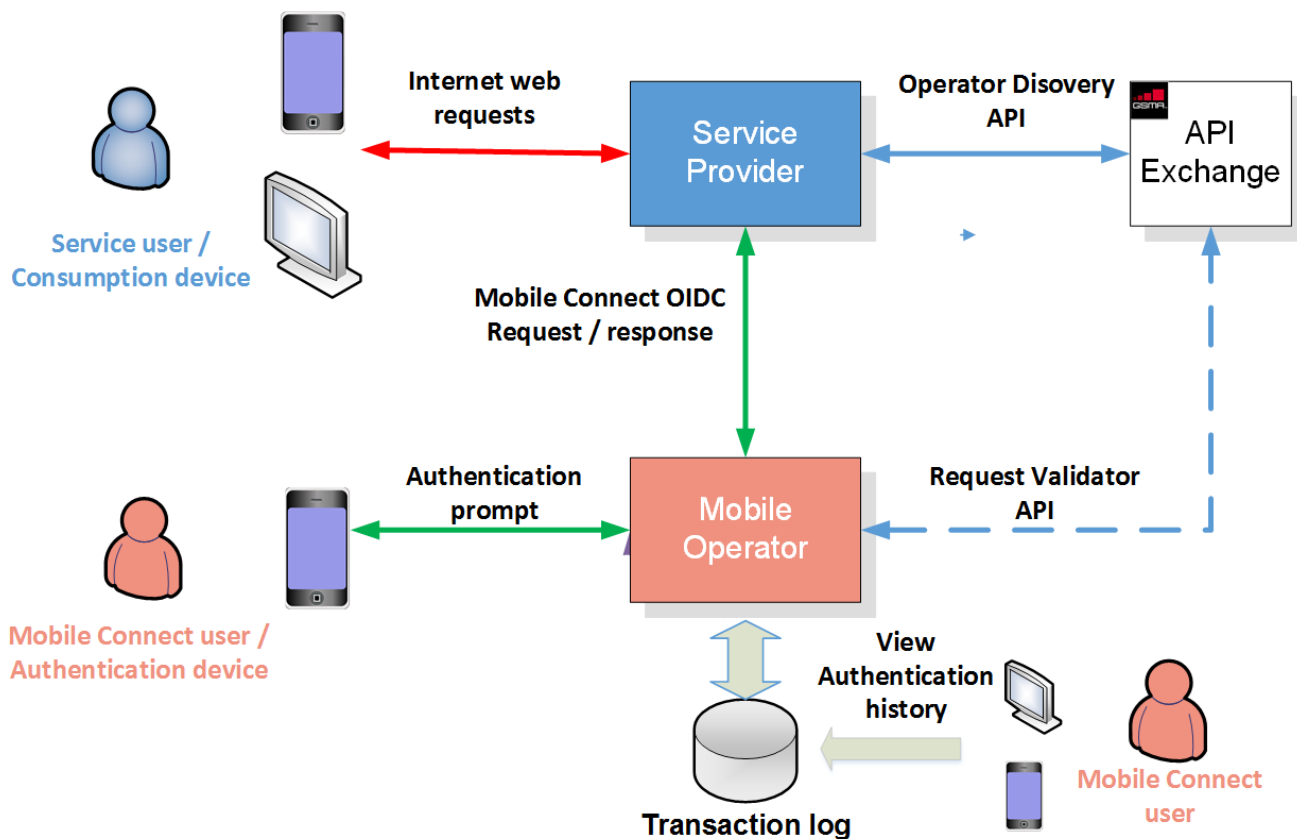 Internet web
requests
Operator Disovery
API
GSMA
Service
Provider
API
Exchange
Service user /
Consumption device
Mobile Connect OIDC
Request / response
Authentication
prompt
Mobile
Operator
Request Validator
API
Mobile Connect user /
Authentication device
View
Authentication
history
Mobile Connect
user
Transaction log